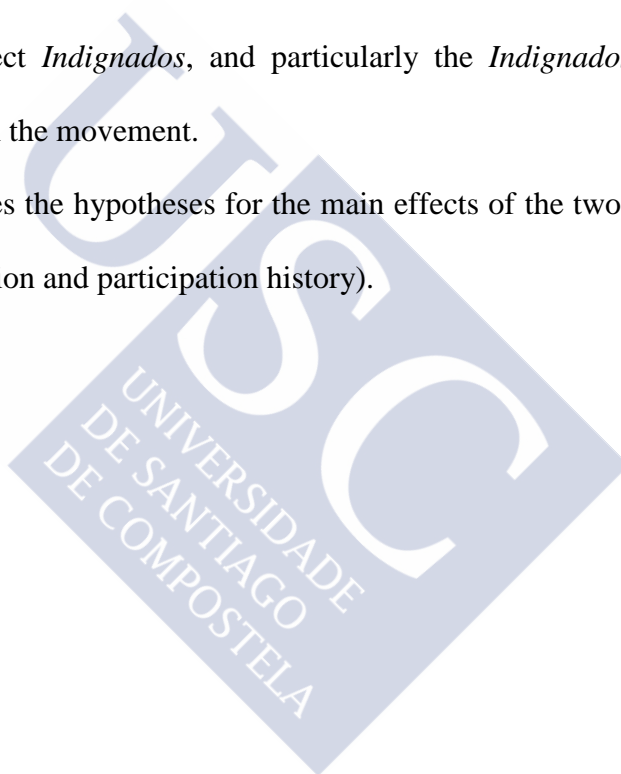 ect Indignados, and particularly the Indignado
the movement.
es the hypotheses for the main effects of the two
ion and participation history).
USC
UNIVERSIDADE
DE SANTIAGO
DE COMPOSTELA